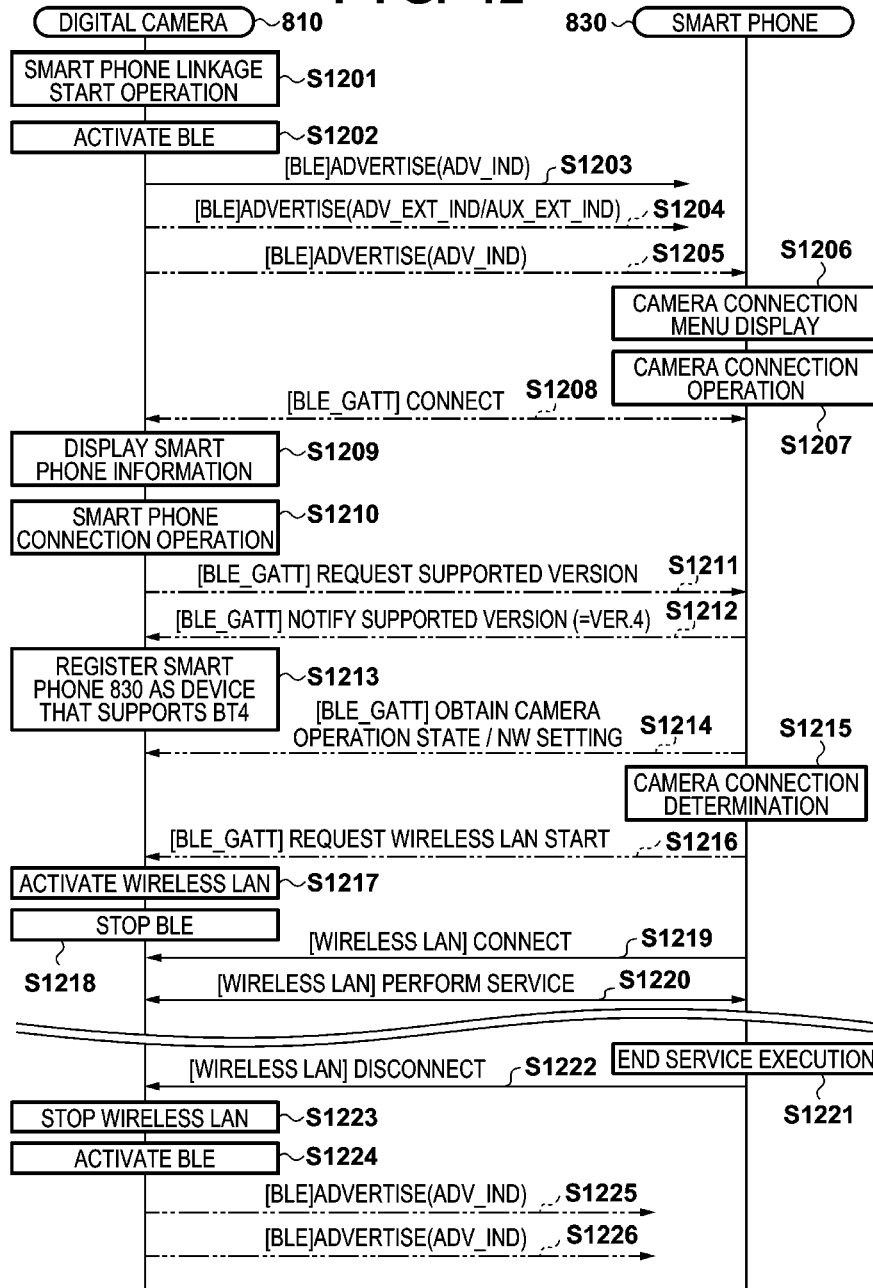 FIG. 12
DIGITAL CAMERA 810
830 SMART PHONE
SMART PHONE LINKAGE
START OPERATION
S1201
ACTIVATE BLE
S1202
[BLE]ADVERTISE(ADV_IND) S1203
[BLE]ADVERTISE(ADV_EXT_IND/AUX_EXT_IND) S1204
[BLE]ADVERTISE(ADV_IND) S1205
S1206
CAMERA CONNECTION
MENU DISPLAY
CAMERA CONNECTION
OPERATION
S1207
[BLE_GATT] CONNECT S1208
DISPLAY SMART
PHONE INFORMATION
S1209
SMART PHONE
CONNECTION OPERATION
S1210
[BLE_GATT] REQUEST SUPPORTED VERSION S1211
[BLE_GATT] NOTIFY SUPPORTED VERSION (=VER.4) S1212
REGISTER SMART
PHONE 830 AS DEVICE
THAT SUPPORTS BT4
S1213
[BLE_GATT] OBTAIN CAMERA
OPERATION STATE / NW SETTING S1214
S1215
CAMERA CONNECTION
DETERMINATION
[BLE_GATT] REQUEST WIRELESS LAN START S1216
ACTIVATE WIRELESS LAN S1217
STOP BLE
S1218
[WIRELESS LAN] CONNECT S1219
[WIRELESS LAN] PERFORM SERVICE S1220
END SERVICE EXECUTION
S1221
[WIRELESS LAN] DISCONNECT S1222
STOP WIRELESS LAN S1223
ACTIVATE BLE S1224
[BLE]ADVERTISE(ADV_IND) S1225
[BLE]ADVERTISE(ADV_IND) S1226